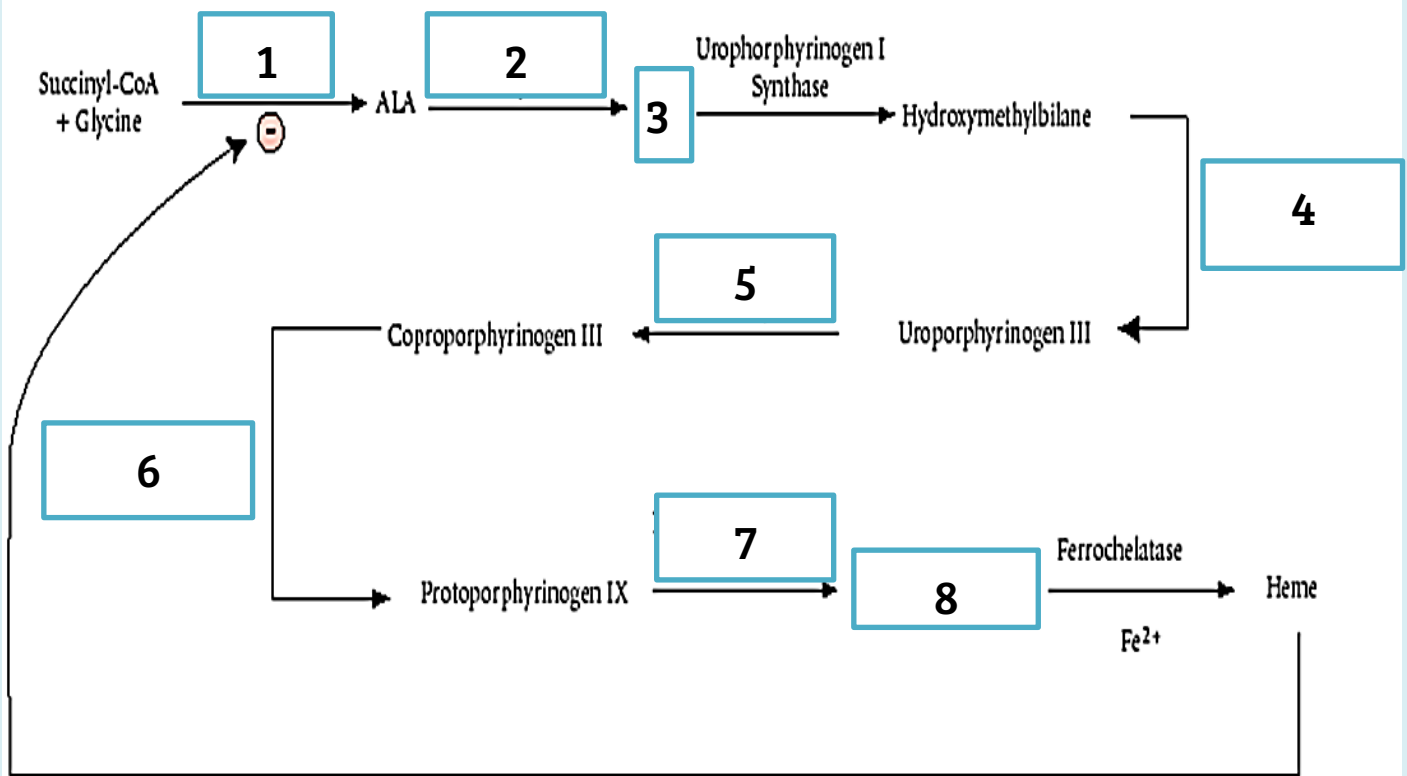 1
2
Urophorphyrinogen I
Synthase
Succinyl-CoA
+ Glycine
ALA
3
Hydroxymethylbilane
-
4
5
Coproporphyrinogen III
Uroporphyrinogen III
6
7
Ferrochelatase
Protoporphyrinogen IX
8
Heme
Fe2+